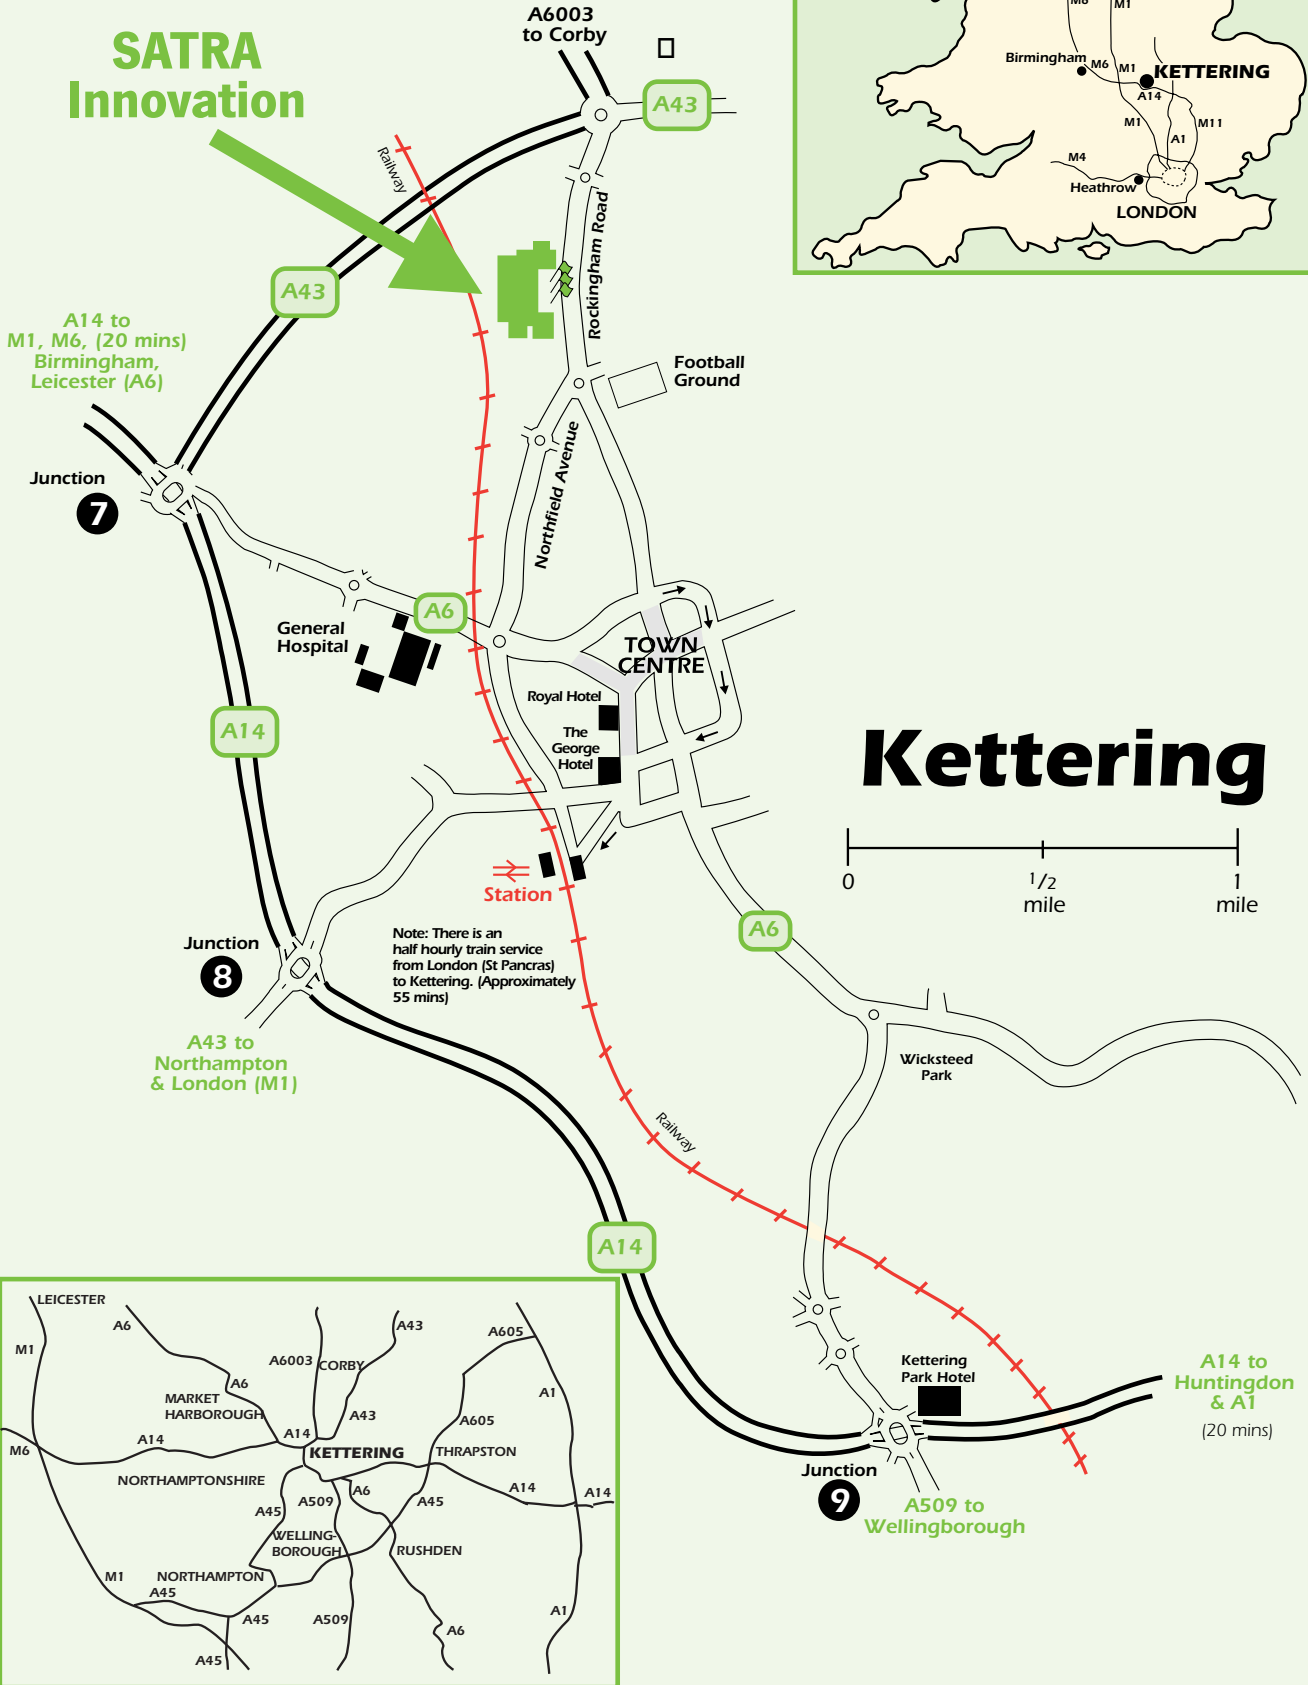 SATRA
Innovation
A6003
to Corby
A43
Railway
A43
Rockingham Road
A14 to
M1, M6, (20 mins)
Birmingham,
Leicester (A6)
Football
Ground
Junction
7
Northfield Avenue
A6
General
Hospital
TOWN
CENTRE
Royal Hotel
The
George
Hotel
A14
Kettering
0
1/2
mile
1
mile
Station
A6
Junction
8
Note: There is an
half hourly train service
from London (St Pancras)
to Kettering. (Approximately
55 mins)
A43 to
Northampton
& London (M1)
Wicksteed
Park
Railway
A14
Kettering
Park Hotel
A14 to
Huntingdon
& A1
(20 mins)
Junction
9
A509 to
Wellingborough
M6
M1
Birmingham
M6
M1
KETTERING
A14
M1
M11
A1
M4
Heathrow
LONDON
LEICESTER
A6
A43
A605
M1
A6003
CORBY
A6
A1
MARKET
HARBOROUGH
A43
A605
A14
A14
M6
KETTERING
THRAPSTON
NORTHAMPTONSHIRE
A6
A14
A14
A45
A509
A45
WELLING-
BOROUGH
RUSHDEN
M1
NORTHAMPTON
A45
A45
A509
A1
A6
A45